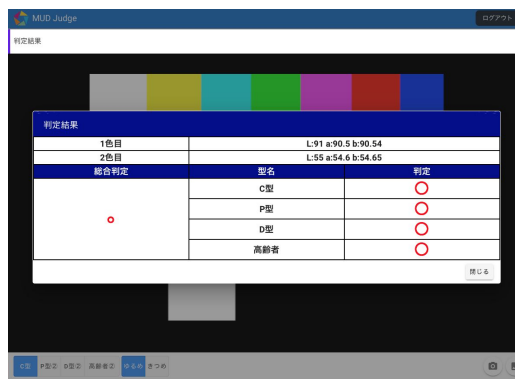 MUD Judge
ログアウト
判定結果
判定結果
1色目 L:91 a:90.5 b:90.54
2色目 L:55 a:54.6 b:54.65
総合判定 型名 判定
C型
P型
D型
高齢者
閉じる
C型 P型② D型② 高齢者② ゆるめ きつめ